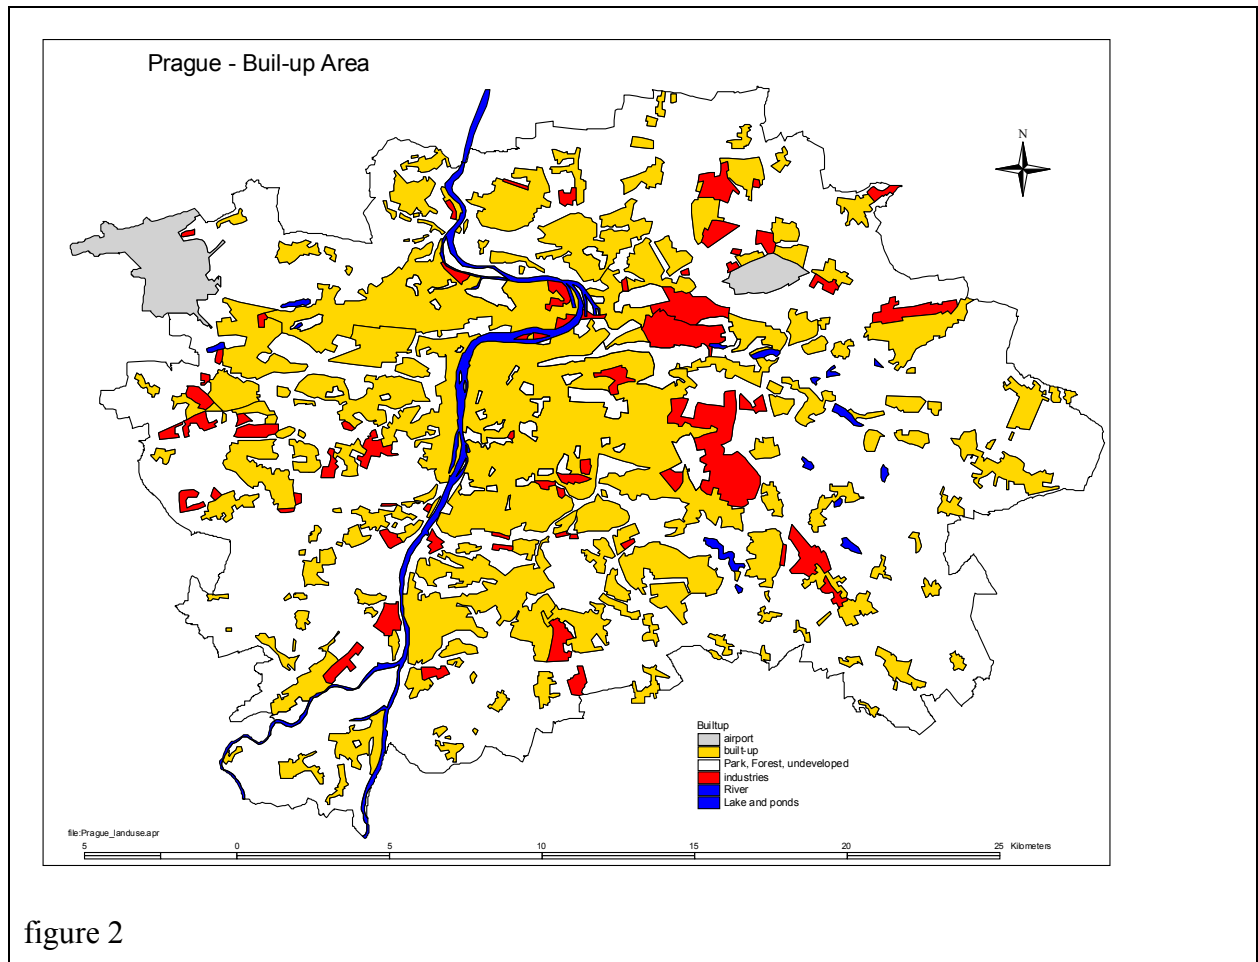 Prague - Buil-up Area
N
Builtup
airport
built-up
Park, Forest, undeveloped
industries
River
Lake and ponds
file:Prague_landuse.apr
5 0 5 10 15 20 25 Kilometers
figure 2